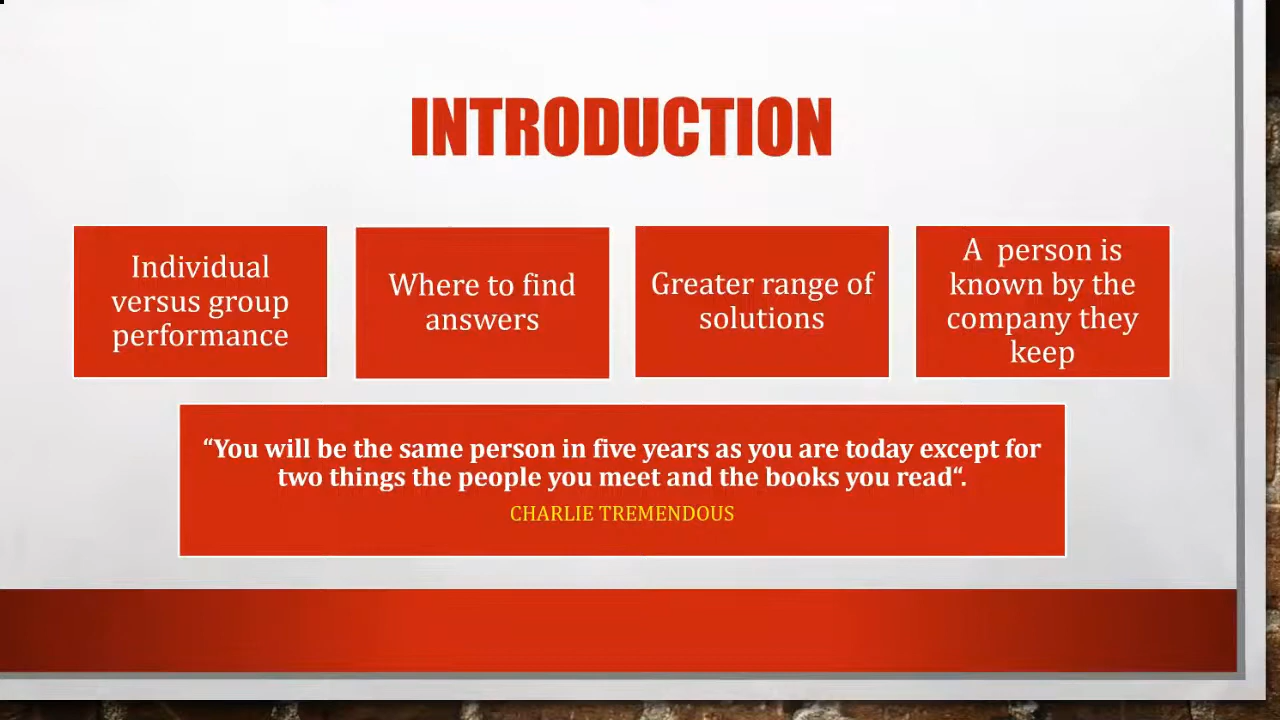 INTRODUCTION
Individual
versus group
performance
Where to find
answers
Greater range of
solutions
A  person is
known by the
company they
keep
“You will be the same person in five years as you are today except for
two things the people you meet and the books you read“.
CHARLIE TREMENDOUS